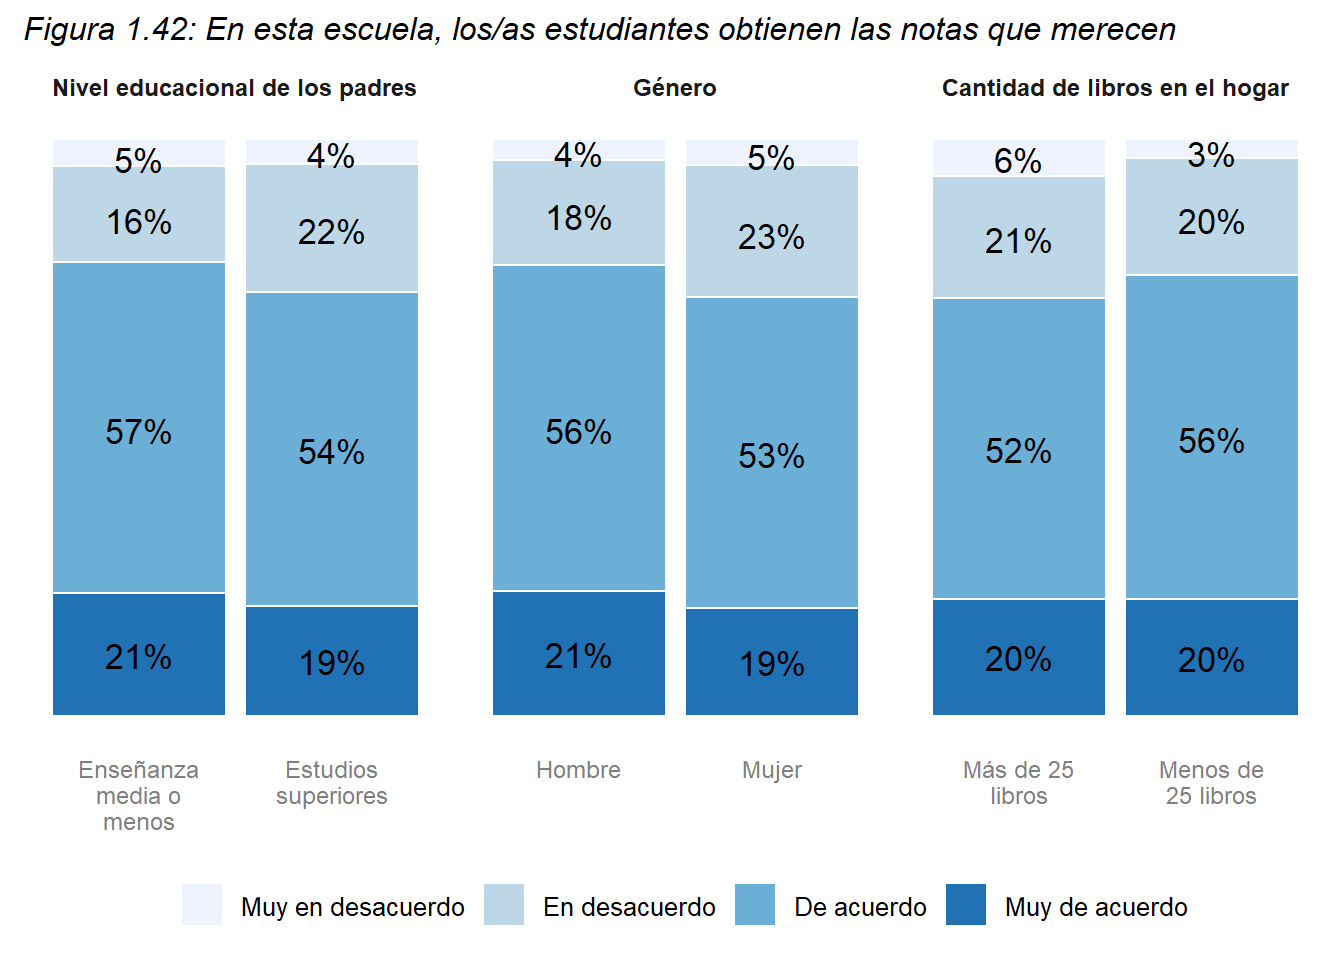 Figura 1.42: En esta escuela, los/as estudiantes obtienen las notas que merecen
Nivel educacional de los padres
5%
4%
16%
22%
57%
54%
21%
19%
Enseñanza
media o
menos
Estudios
superiores
Género
4%
5%
18%
23%
56%
53%
21%
19%
Hombre
Mujer
Cantidad de libros en el hogar
6%
3%
21%
20%
52%
56%
20%
20%
Más de 25
libros
Menos de
25 libros
Muy en desacuerdo
En desacuerdo
De acuerdo
Muy de acuerdo